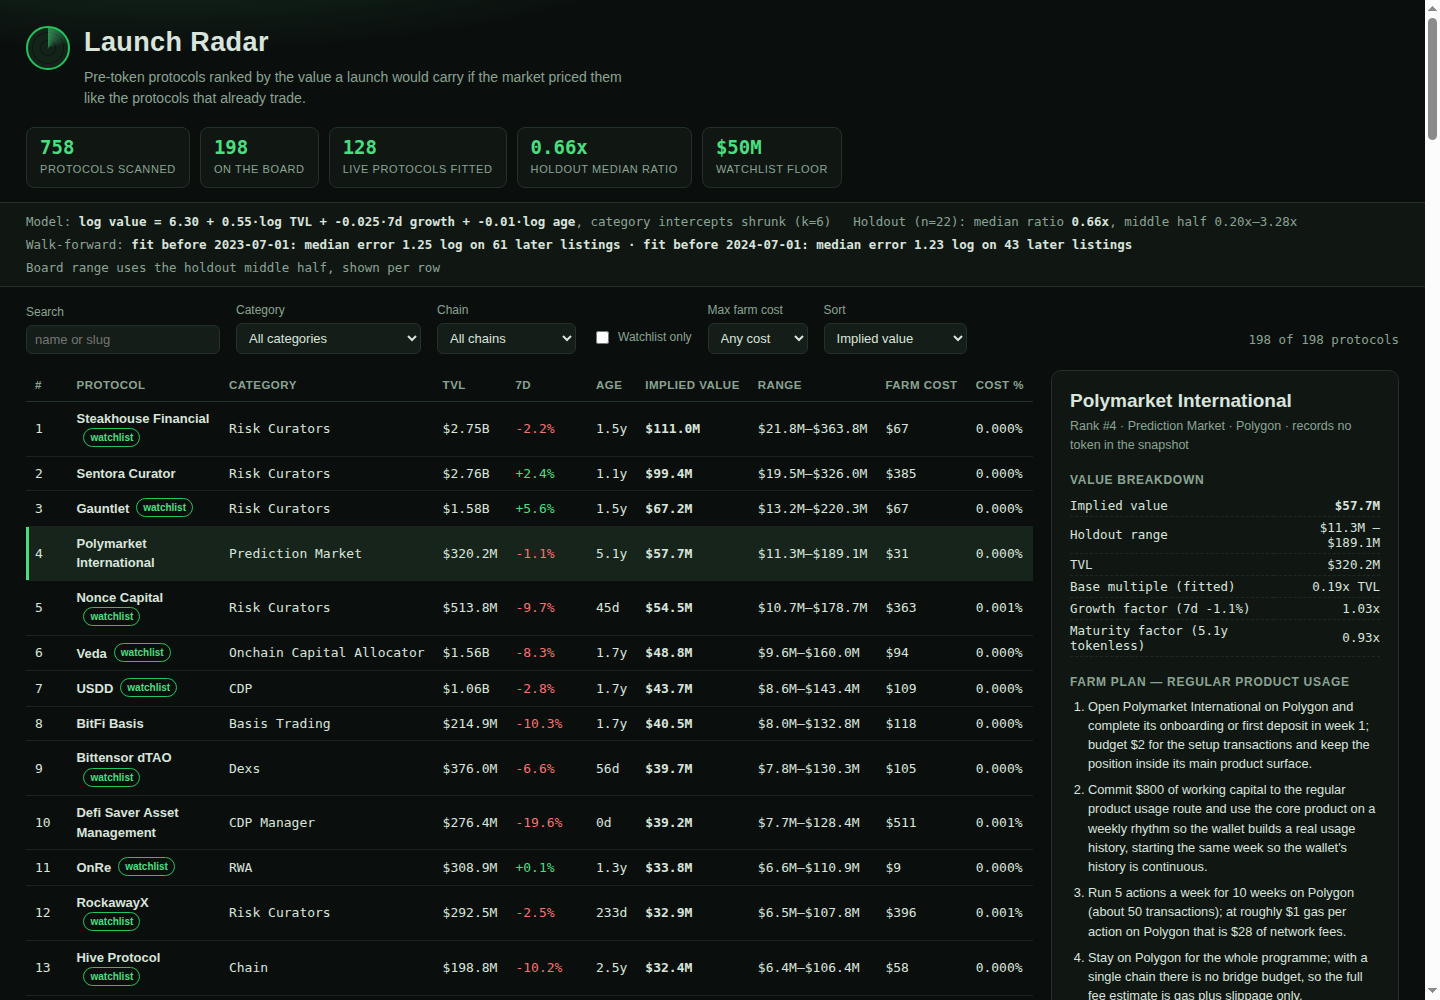 Launch Radar
Pre-token protocols ranked by the value a launch would carry if the market priced them
like the protocols that already trade.
758
PROTOCOLS SCANNED
198
ON THE BOARD
128
LIVE PROTOCOLS FITTED
0.66x
HOLDOUT MEDIAN RATIO
$50M
WATCHLIST FLOOR
Model: log value = 6.30 + 0.55·log TVL + -0.025·7d growth + -0.01·log age, category intercepts shrunk (k=6) Holdout (n=22): median ratio 0.66x, middle half 0.20x–3.28x
Walk-forward: fit before 2023-07-01: median error 1.25 log on 61 later listings · fit before 2024-07-01: median error 1.23 log on 43 later listings
Board range uses the holdout middle half, shown per row
Search
name or slug
Category
All categories
Chain
All chains
Watchlist only
Max farm cost
Any cost
Sort
Implied value
198 of 198 protocols
# PROTOCOL CATEGORY TVL 7D AGE IMPLIED VALUE RANGE FARM COST COST %
1 Steakhouse Financial watchlist Risk Curators $2.75B -2.2% 1.5y $111.0M $21.8M–$363.8M $67 0.000%
2 Sentora Curator Risk Curators $2.76B +2.4% 1.1y $99.4M $19.5M–$326.0M $385 0.000%
3 Gauntlet watchlist Risk Curators $1.58B +5.6% 1.5y $67.2M $13.2M–$220.3M $67 0.000%
4 Polymarket International Prediction Market $320.2M -1.1% 5.1y $57.7M $11.3M–$189.1M $31 0.000%
5 Nonce Capital watchlist Risk Curators $513.8M -9.7% 45d $54.5M $10.7M–$178.7M $363 0.001%
6 Veda watchlist Onchain Capital Allocator $1.56B -8.3% 1.7y $48.8M $9.6M–$160.0M $94 0.000%
7 USDD watchlist CDP $1.06B -2.8% 1.7y $43.7M $8.6M–$143.4M $109 0.000%
8 BitFi Basis Basis Trading $214.9M -10.3% 1.7y $40.5M $8.0M–$132.8M $118 0.000%
9 Bittensor dTAO watchlist Dexs $376.0M -6.6% 56d $39.7M $7.8M–$130.3M $105 0.000%
10 Defi Saver Asset Management CDP Manager $276.4M -19.6% 0d $39.2M $7.7M–$128.4M $511 0.001%
11 OnRe watchlist RWA $308.9M +0.1% 1.3y $33.8M $6.6M–$110.9M $9 0.000%
12 RockawayX watchlist Risk Curators $292.5M -2.5% 233d $32.9M $6.5M–$107.8M $396 0.001%
13 Hive Protocol watchlist Chain $198.8M -10.2% 2.5y $32.4M $6.4M–$106.4M $58 0.000%
Polymarket International
Rank #4 · Prediction Market · Polygon · records no
token in the snapshot
VALUE BREAKDOWN
Implied value $57.7M
Holdout range $11.3M – $189.1M
TVL $320.2M
Base multiple (fitted) 0.19x TVL
Growth factor (7d -1.1%) 1.03x
Maturity factor (5.1y tokenless) 0.93x
FARM PLAN — REGULAR PRODUCT USAGE
1. Open Polymarket International on Polygon and
complete its onboarding or first deposit in week 1;
budget $2 for the setup transactions and keep the
position inside its main product surface.
2. Commit $800 of working capital to the regular
product usage route and use the core product on a
weekly rhythm so the wallet builds a real usage
history, starting the same week so the wallet's
history is continuous.
3. Run 5 actions a week for 10 weeks on Polygon
(about 50 transactions); at roughly $1 gas per
action on Polygon that is $28 of network fees.
4. Stay on Polygon for the whole programme; with a
single chain there is no bridge budget, so the full
fee estimate is gas plus slippage only.